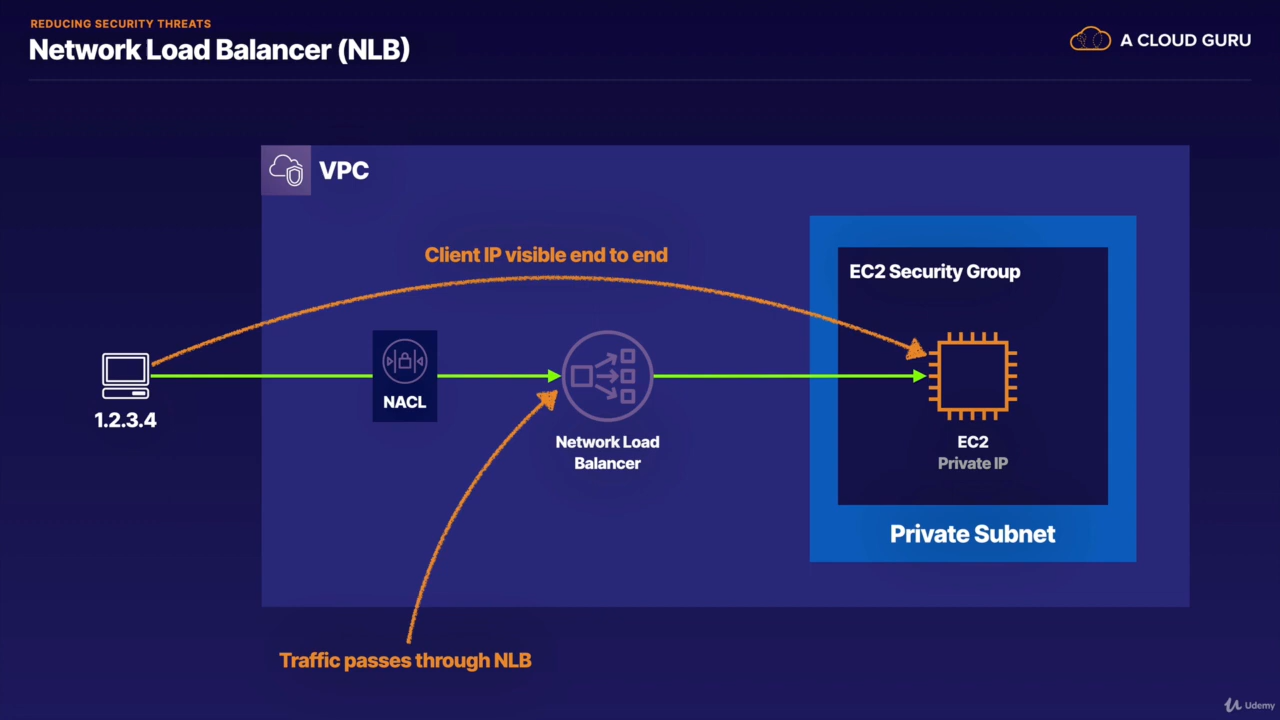 REDUCING SECURITY THREATS
Network Load Balancer (NLB)
A CLOUD GURU
VPC
Client IP visible end to end
EC2 Security Group
NACL
1.2.3.4
Network Load
Balancer
EC2
Private IP
Private Subnet
Traffic passes through NLB
Udemy